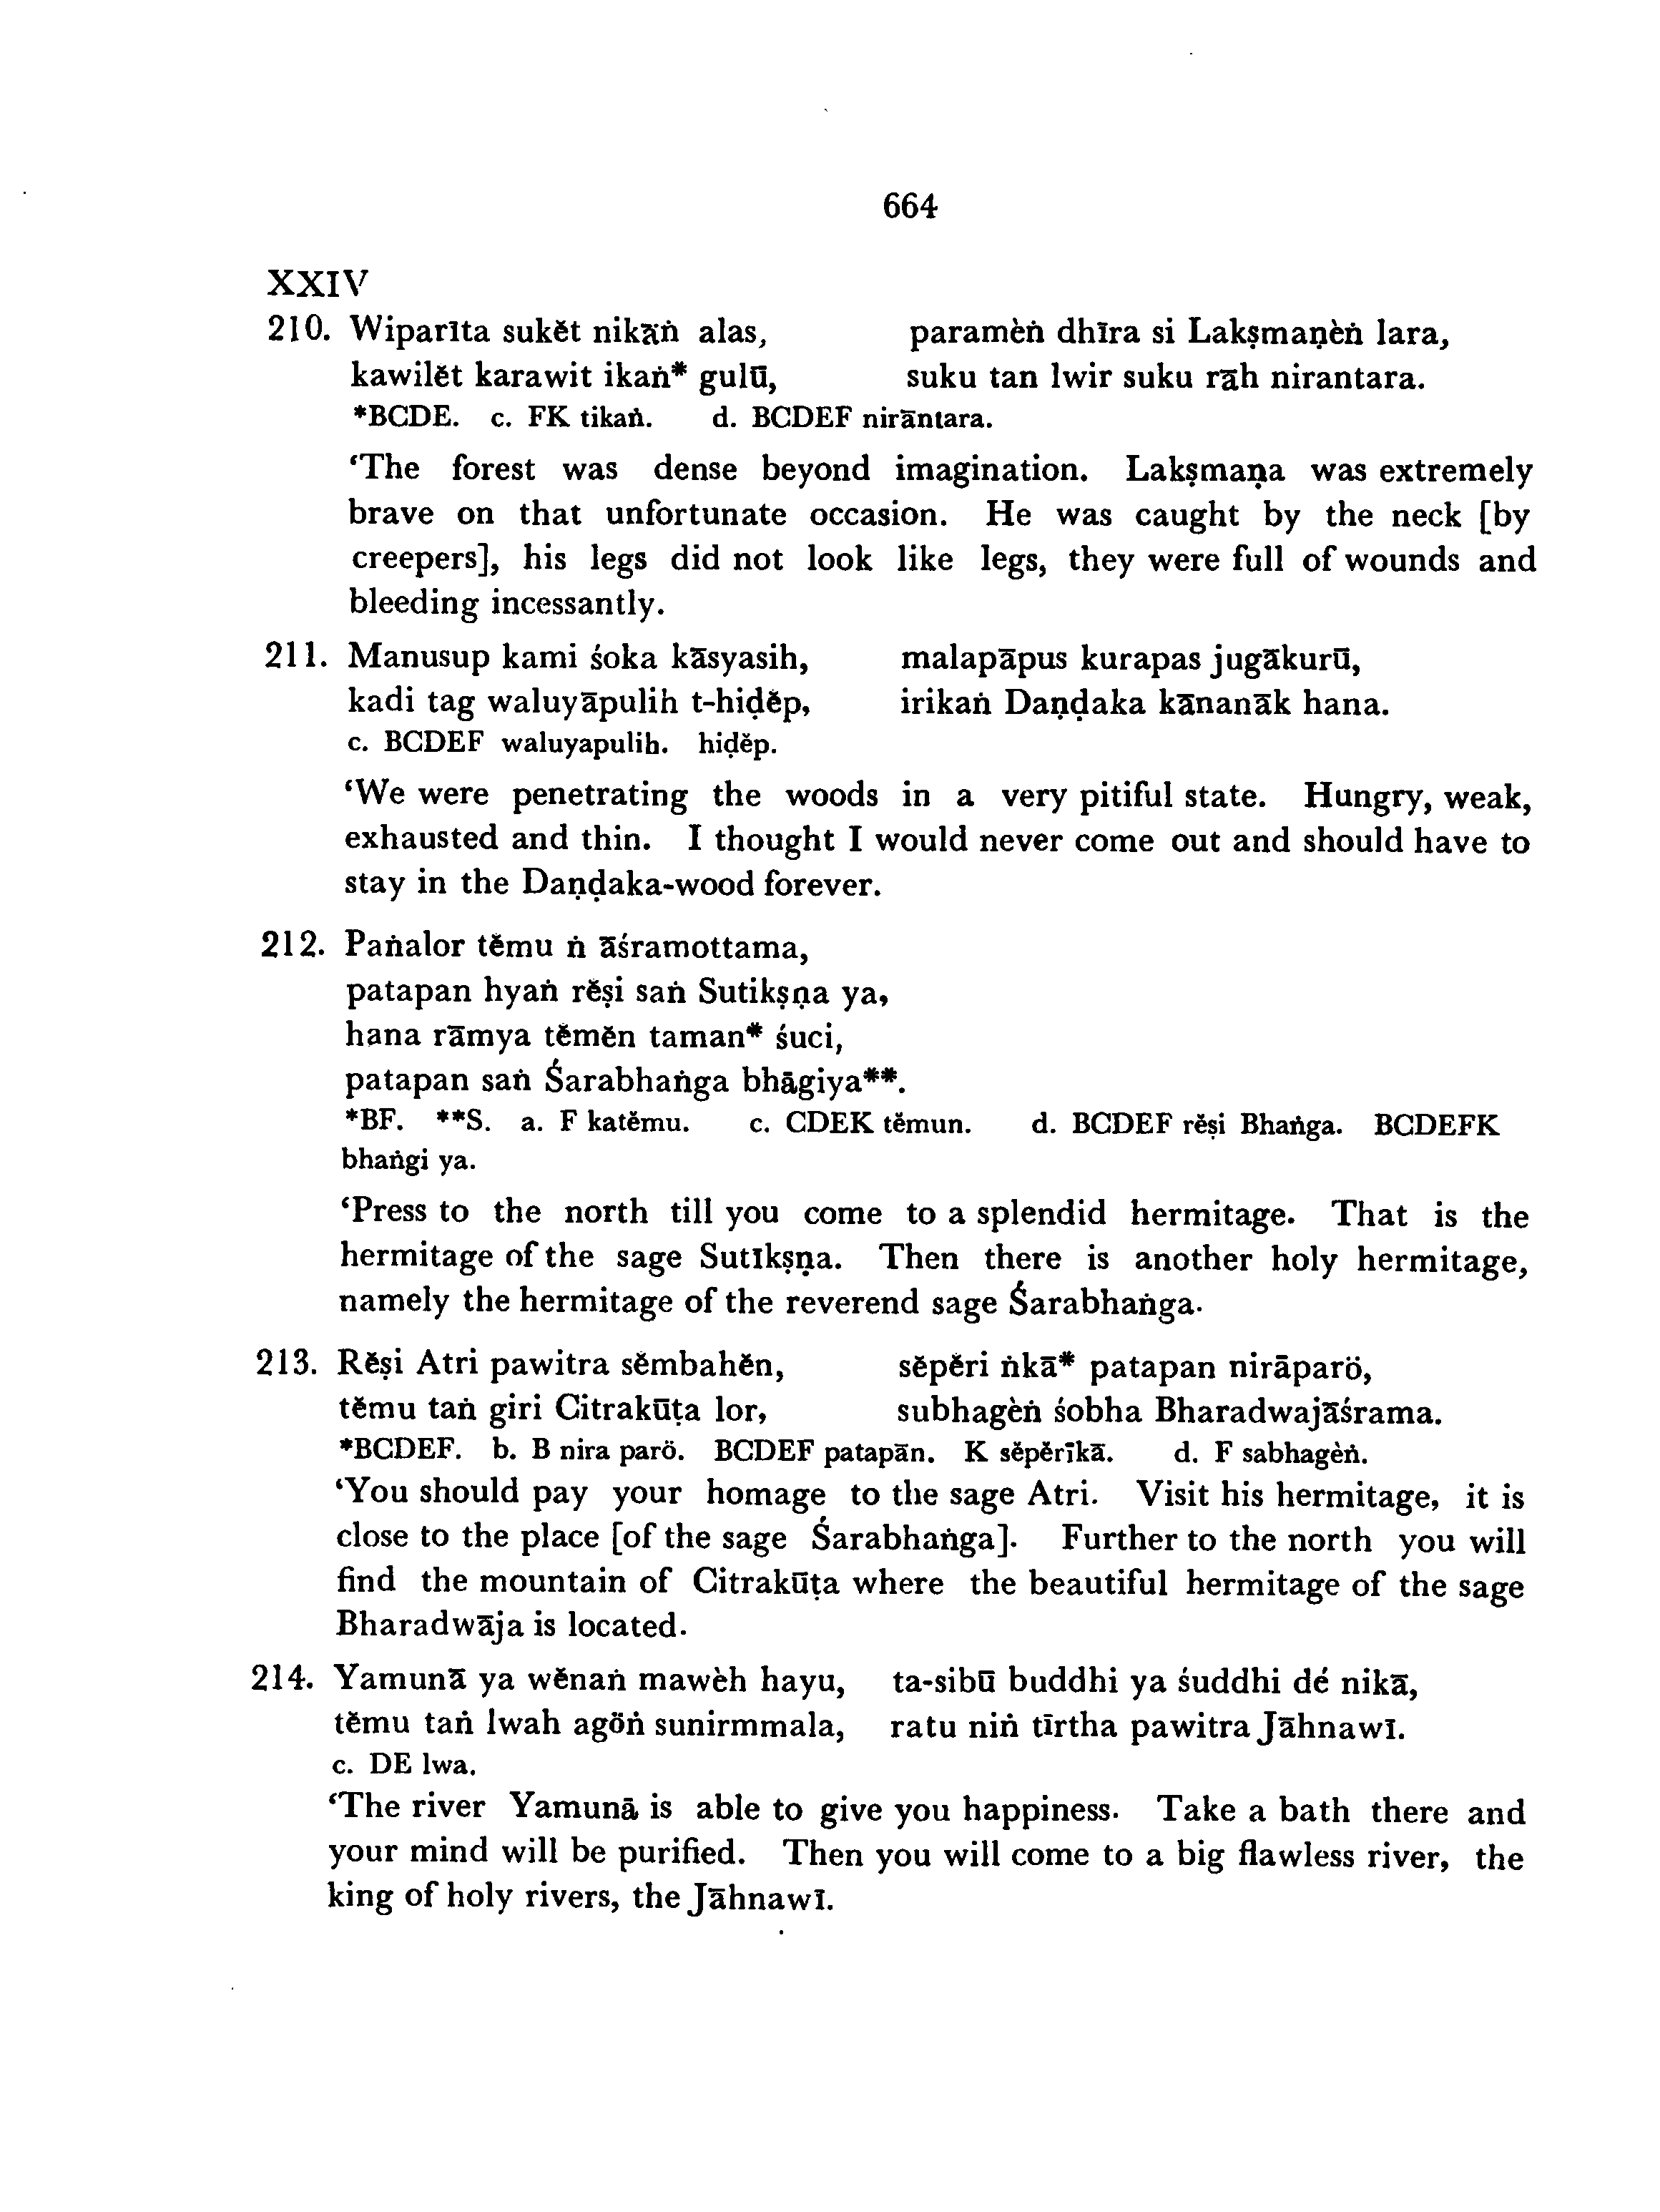 664
XXIV
210. Wiparīta sukĕt nikāṅ alas, paramèṅ dhīra si Lakṣmaṇèṅ lara,
kawilĕt karawit ikaṅ* gulū, suku tan lwir suku rāh nirantara.
*BCDE. c. FK tikaṅ. d. BCDEF nirāntara.
‘The forest was dense beyond imagination. Lakṣmaṇa was extremely
brave on that unfortunate occasion. He was caught by the neck [by
creepers], his legs did not look like legs, they were full of wounds and
bleeding incessantly.
211. Manusup kami śoka kāsyasih, malapāpus kurapas jugākurū,
kadi tag waluyāpulih t-hiḍĕp, irikaṅ Daṇḍaka kānanāk hana.
c. BCDEF waluyapulih. hiḍĕp.
‘We were penetrating the woods in a very pitiful state. Hungry, weak,
exhausted and thin. I thought I would never come out and should have to
stay in the Daṇḍaka-wood forever.
212. Paṅalor tĕmu ṅ āśramottama,
patapan hyaṅ rĕṣi saṅ Sutikṣṇa ya,
hana rāmya tĕmĕn taman* śuci,
patapan saṅ Śarabhaṅga bhāgiya**.
*BF. **S. a. F katĕmu. c. CDEK tĕmun. d. BCDEF rĕṣi Bhaṅga. BCDEFK
bhaṅgi ya.
‘Press to the north till you come to a splendid hermitage. That is the
hermitage of the sage Sutīkṣṇa. Then there is another holy hermitage,
namely the hermitage of the reverend sage Śarabhaṅga.
213. Rĕṣi Atri pawitra sĕmbahĕn, sĕpĕri ṅkā* patapan nirāparö,
tĕmu taṅ giri Citrakūṭa lor, subhagèṅ śobha Bharadwajāśrama.
*BCDEF. b. B nira parö. BCDEF patapān. K sĕpĕrīkā. d. F sabhagèṅ.
‘You should pay your homage to the sage Atri. Visit his hermitage, it is
close to the place [of the sage Śarabhaṅga]. Further to the north you will
find the mountain of Citrakūṭa where the beautiful hermitage of the sage
Bharadwāja is located.
214. Yamunā ya wĕnaṅ mawèh hayu, ta-sibū buddhi ya śuddhi dé nikā,
tĕmu taṅ lwah agöṅ sunirmmala, ratu niṅ tīrtha pawitra Jāhnawī.
c. DE lwa.
‘The river Yamunā is able to give you happiness. Take a bath there and
your mind will be purified. Then you will come to a big flawless river, the
king of holy rivers, the Jāhnawī.